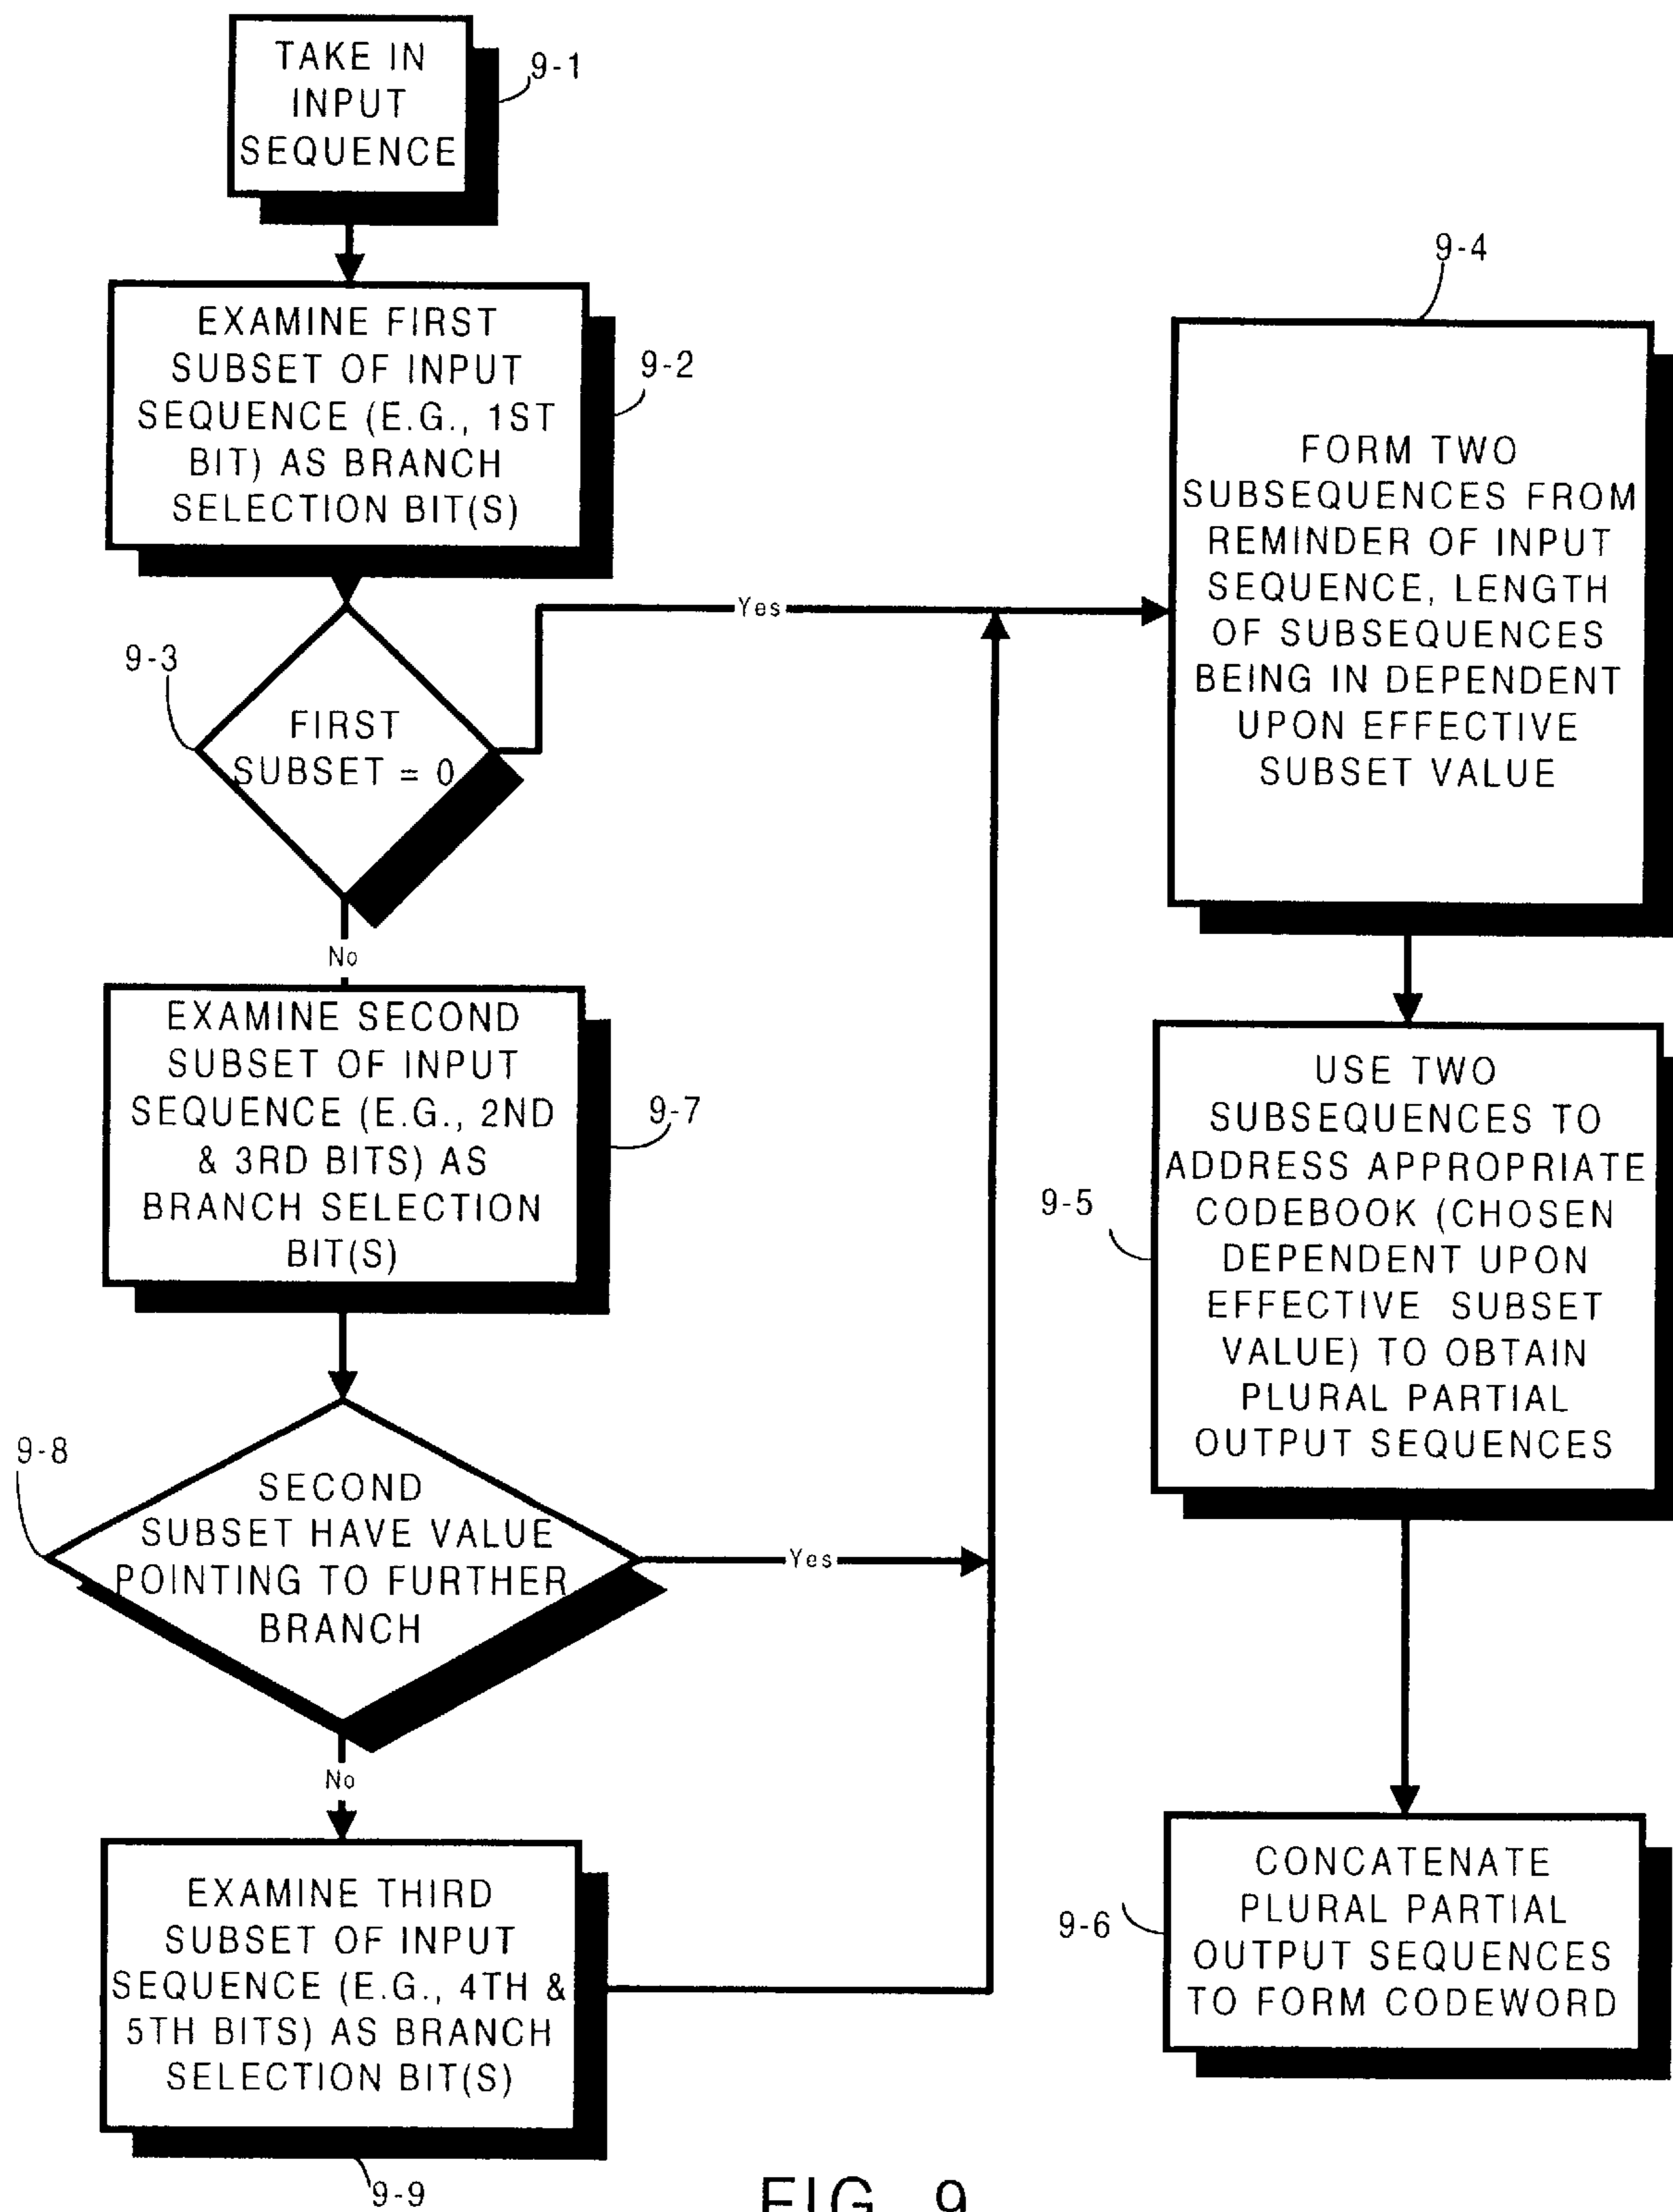 TAKE IN
INPUT
SEQUENCE
9-1
EXAMINE FIRST
SUBSET OF INPUT
SEQUENCE (E.G., 1ST
BIT) AS BRANCH
SELECTION BIT(S)
9-2
9-3
FIRST
SUBSET = 0
Yes
No
EXAMINE SECOND
SUBSET OF INPUT
SEQUENCE (E.G., 2ND
& 3RD BITS) AS
BRANCH SELECTION
BIT(S)
9-7
9-8
SECOND
SUBSET HAVE VALUE
POINTING TO FURTHER
BRANCH
Yes
No
EXAMINE THIRD
SUBSET OF INPUT
SEQUENCE (E.G., 4TH &
5TH BITS) AS BRANCH
SELECTION BIT(S)
9-9
9-4
FORM TWO
SUBSEQUENCES FROM
REMINDER OF INPUT
SEQUENCE, LENGTH
OF SUBSEQUENCES
BEING IN DEPENDENT
UPON EFFECTIVE
SUBSET VALUE
9-5
USE TWO
SUBSEQUENCES TO
ADDRESS APPROPRIATE
CODEBOOK (CHOSEN
DEPENDENT UPON
EFFECTIVE SUBSET
VALUE) TO OBTAIN
PLURAL PARTIAL
OUTPUT SEQUENCES
9-6
CONCATENATE
PLURAL PARTIAL
OUTPUT SEQUENCES
TO FORM CODEWORD
FIG. 9